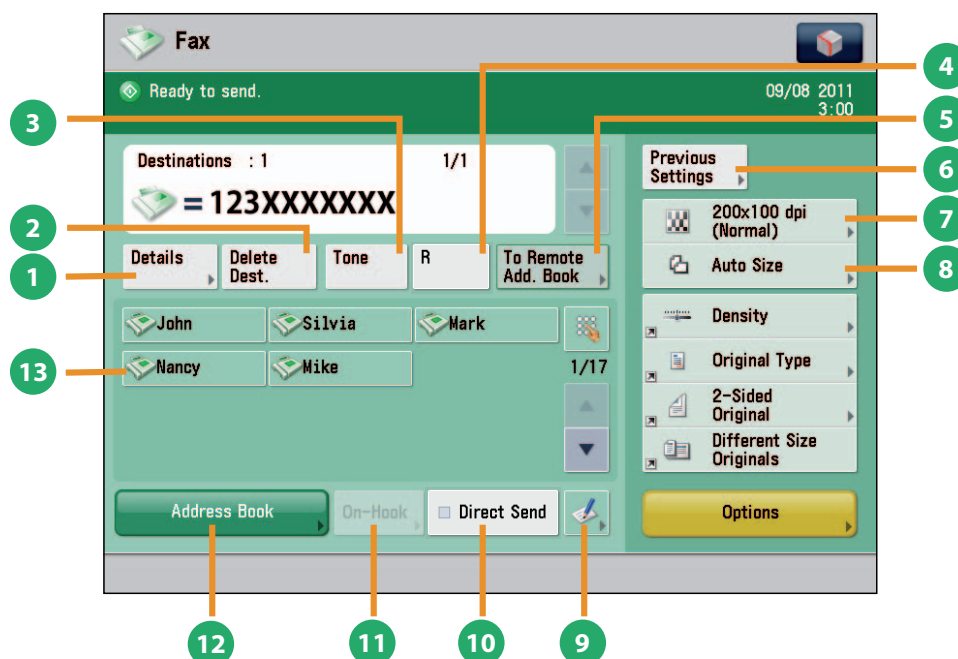 Fax
Ready to send.
09/08 2011
3:00
Destinations : 1 1/1
= 123XXXXXXX
Details
Delete
Dest.
Tone
R
To Remote
Add. Book
John
Silvia
Mark
Nancy
Mike
1/17
Address Book
On-Hook
Direct Send
Previous
Settings
200x100 dpi
(Normal)
Auto Size
Density
Original Type
2-Sided
Original
Different Size
Originals
Options
1
2
3
4
5
6
7
8
9
10
11
12
13